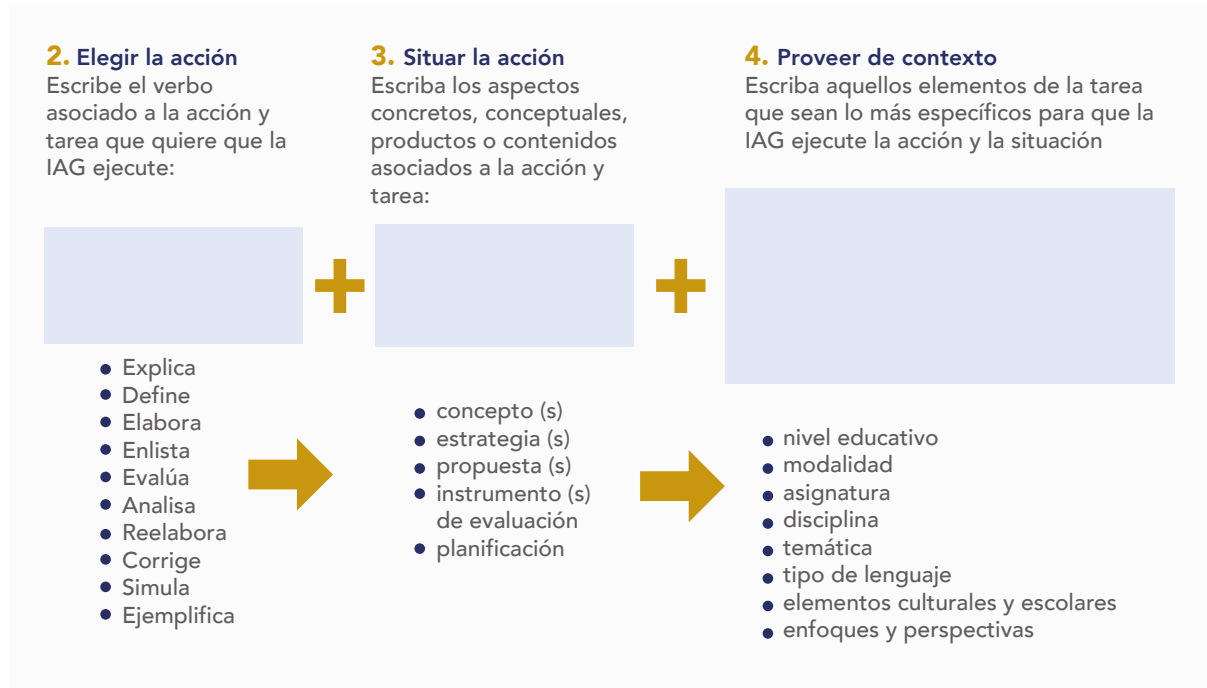 2. Elegir la acción
Escribe el verbo
asociado a la acción y
tarea que quiere que la
IAG ejecute:
3. Situar la acción
Escriba los aspectos
concretos, conceptuales,
productos o contenidos
asociados a la acción y
tarea:
4. Proveer de contexto
Escriba aquellos elementos de la tarea
que sean lo más específicos para que la
IAG ejecute la acción y la situación
Explica
Define
Elabora
Enlista
Evalúa
Analisa
Reelabora
Corrige
Simula
Ejemplifica
concepto (s)
estrategia (s)
propuesta (s)
instrumento (s)
de evaluación
planificación
nivel educativo
modalidad
asignatura
disciplina
temática
tipo de lenguaje
elementos culturales y escolares
enfoques y perspectivas